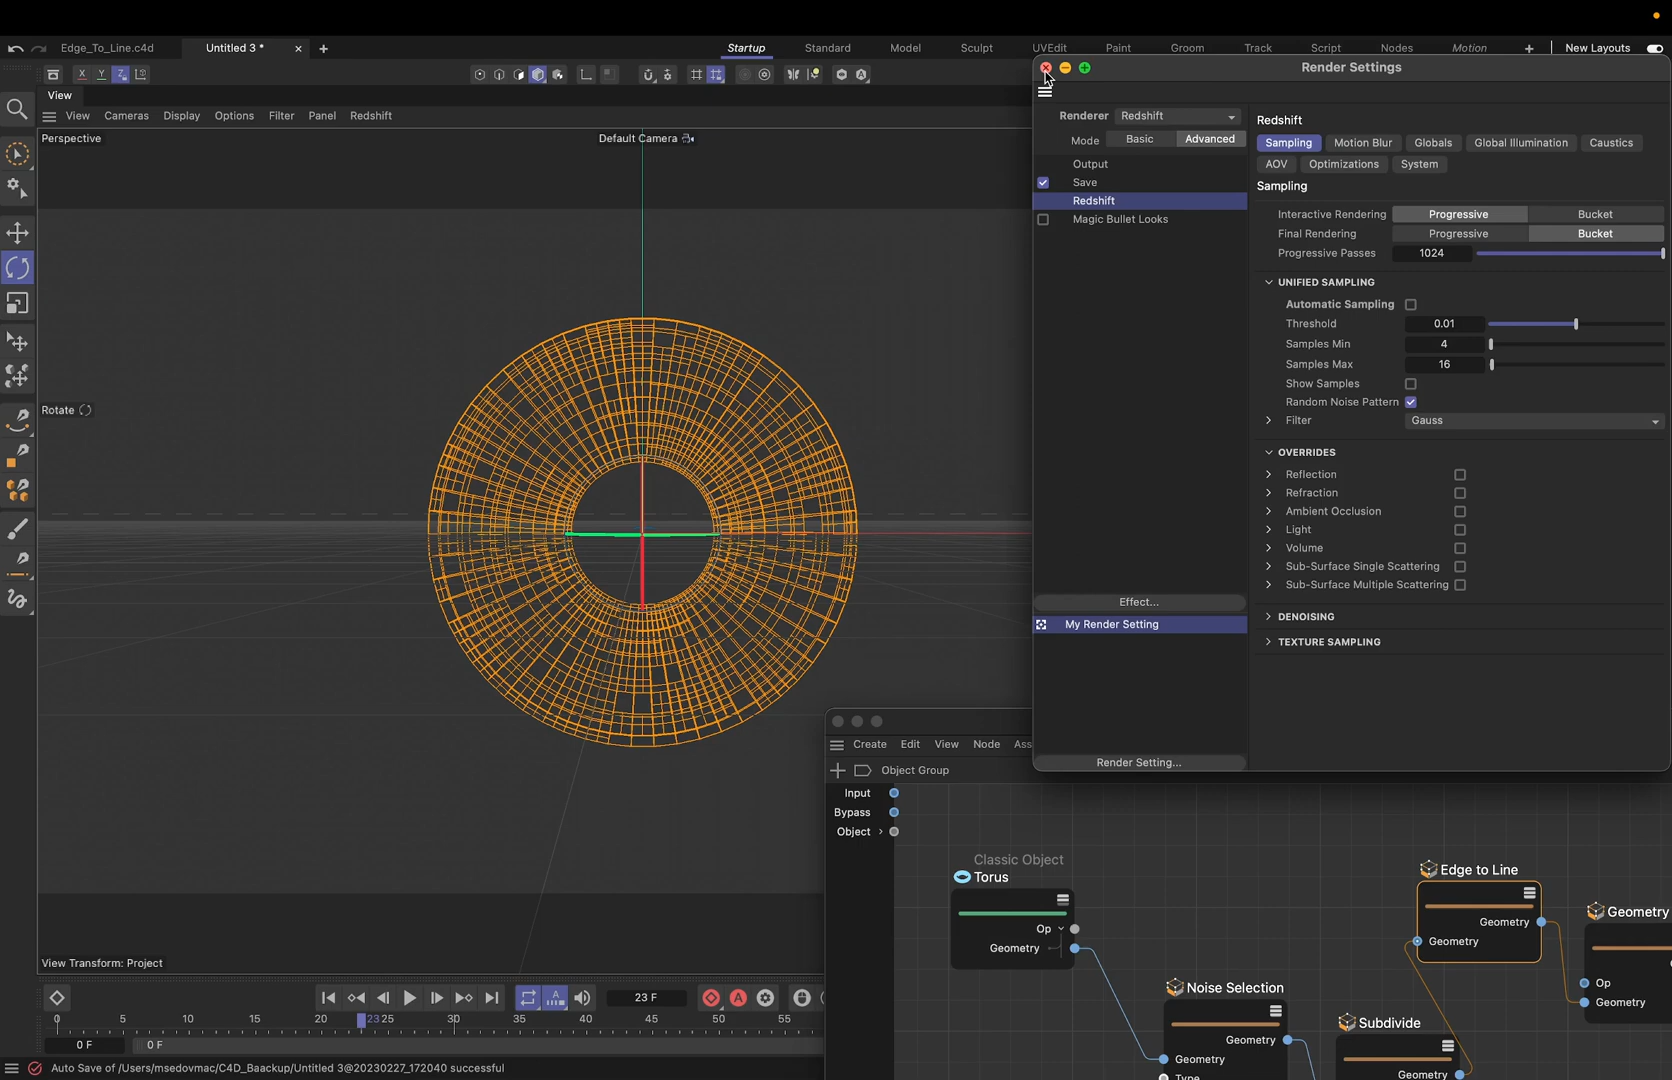 Edge_To_Line.c4d
Untitled 3 *
Startup
Standard
Model
Sculpt
UVEdit
Paint
Groom
Track
Script
Nodes
Motion
New Layouts
X Y Z
Render Settings
View
View Cameras Display Options Filter Panel Redshift
Perspective
Default Camera
Rotate
View Transform: Project
Renderer Redshift
Mode Basic Advanced
Output
Save
Redshift
Magic Bullet Looks
Effect...
My Render Setting
Render Setting...
Redshift
Sampling Motion Blur Globals Global Illumination Caustics
AOV Optimizations System
Sampling
Interactive Rendering Progressive Bucket
Final Rendering Progressive Bucket
Progressive Passes 1024
UNIFIED SAMPLING
Automatic Sampling
Threshold 0.01
Samples Min 4
Samples Max 16
Show Samples
Random Noise Pattern
Filter Gauss
OVERRIDES
Reflection
Refraction
Ambient Occlusion
Light
Volume
Sub-Surface Single Scattering
Sub-Surface Multiple Scattering
DENOISING
TEXTURE SAMPLING
Create Edit View Node Ass
Object Group
Input
Bypass
Object
Classic Object
Torus
Op
Geometry
Noise Selection
Geometry
Geometry
Type
Subdivide
Geometry
Edge to Line
Geometry
Geometry
Geometry
Op
Geometry
23 F
0 5 10 15 20 23 25 30 35 40 45 50 55
0 F 0 F
Auto Save of /Users/msedovmac/C4D_Baackup/Untitled 3@20230227_172040 successful